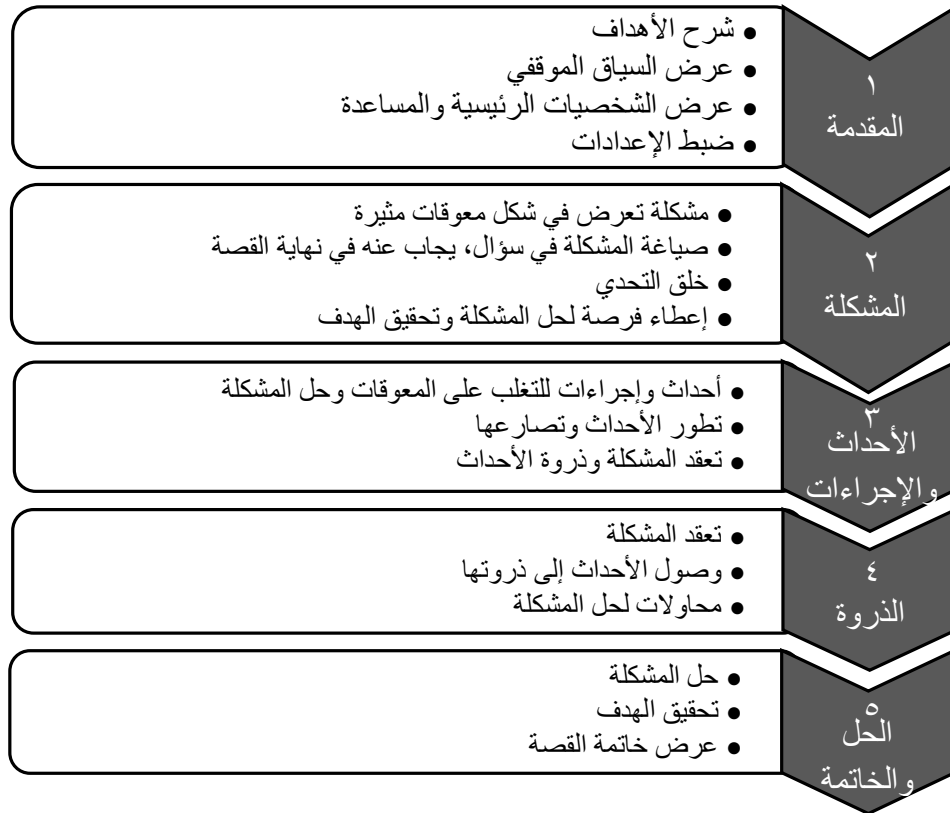 ١
المقدمة
● شرح الأهداف
● عرض السياق الموقفي
● عرض الشخصيات الرئيسية والمساعدة
● ضبط الإعدادات
٢
المشكلة
● مشكلة تعرض في شكل معوقات مثيرة
● صياغة المشكلة في سؤال، يجاب عنه في نهاية القصة
● خلق التحدي
● إعطاء فرصة لحل المشكلة وتحقيق الهدف
٣
الأحداث
والإجراءات
● أحداث وإجراءات للتغلب على المعوقات وحل المشكلة
● تطور الأحداث وتصارعها
● تعقد المشكلة وذروة الأحداث
٤
الذروة
● تعقد المشكلة
● وصول الأحداث إلى ذروتها
● محاولات لحل المشكلة
٥
الحل
والخاتمة
● حل المشكلة
● تحقيق الهدف
● عرض خاتمة القصة